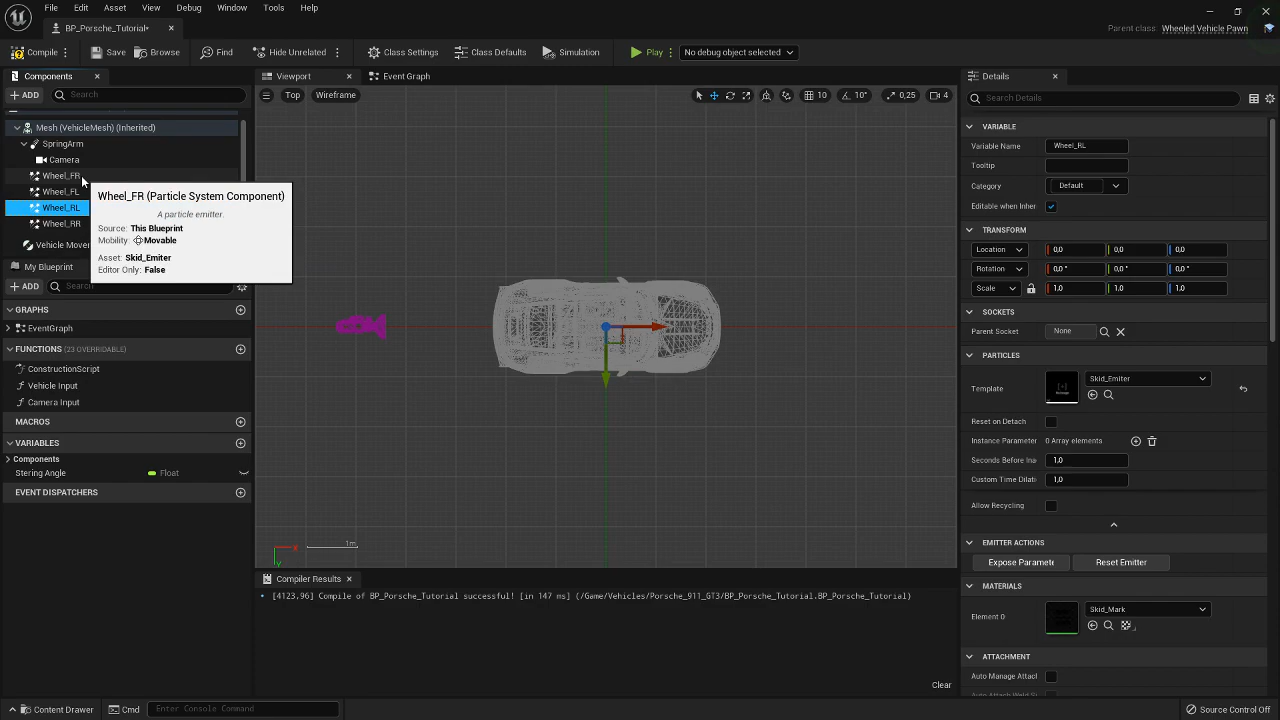 File Edit Asset View Debug Window Tools Help
BP_Porsche_Tutorial•
Parent class: Wheeled Vehicle Pawn
Compile Save Browse Find Hide Unrelated Class Settings Class Defaults Simulation Play No debug object selected
Components
ADD Search
Mesh (VehicleMesh) (Inherited)
SpringArm
Camera
Wheel_FR
Wheel_FL
Wheel_RL
Wheel_RR
Vehicle Mover
Wheel_FR (Particle System Component)
A particle emitter.
Source: This Blueprint
Mobility: Movable
Asset: Skid_Emiter
Editor Only: False
My Blueprint
ADD Search
GRAPHS
EventGraph
FUNCTIONS (23 OVERRIDABLE)
ConstructionScript
Vehicle Input
Camera Input
MACROS
VARIABLES
Components
Stering Angle Float
EVENT DISPATCHERS
Viewport Event Graph
Top Wireframe 10 10° 0,25 4
x
1m
Compiler Results
[4123,96] Compile of BP_Porsche_Tutorial successful! [in 147 ms] (/Game/Vehicles/Porsche_911_GT3/BP_Porsche_Tutorial.BP_Porsche_Tutorial)
Clear
Details
Search Details
VARIABLE
Variable Name Wheel_RL
Tooltip
Category Default
Editable when Inher
TRANSFORM
Location 0,0 0,0 0,0
Rotation 0,0 ° 0,0 ° 0,0 °
Scale 1,0 1,0 1,0
SOCKETS
Parent Socket None
PARTICLES
Template Skid_Emiter
Reset on Detach
Instance Parameter 0 Array elements
Seconds Before Ina 1,0
Custom Time Dilati 1,0
Allow Recycling
EMITTER ACTIONS
Expose Paramete Reset Emitter
MATERIALS
Element 0 Skid_Mark
ATTACHMENT
Auto Manage Attacl
Content Drawer Cmd Enter Console Command Source Control Off